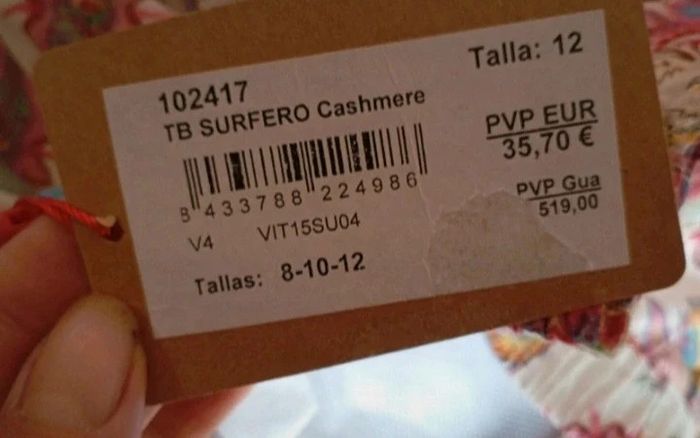 102417
Talla: 12
TB SURFERO Cashmere
PVP EUR
35,70 €
8 433788 224986
PVP Gua
519,00
V4 VIT15SU04
Tallas: 8-10-12